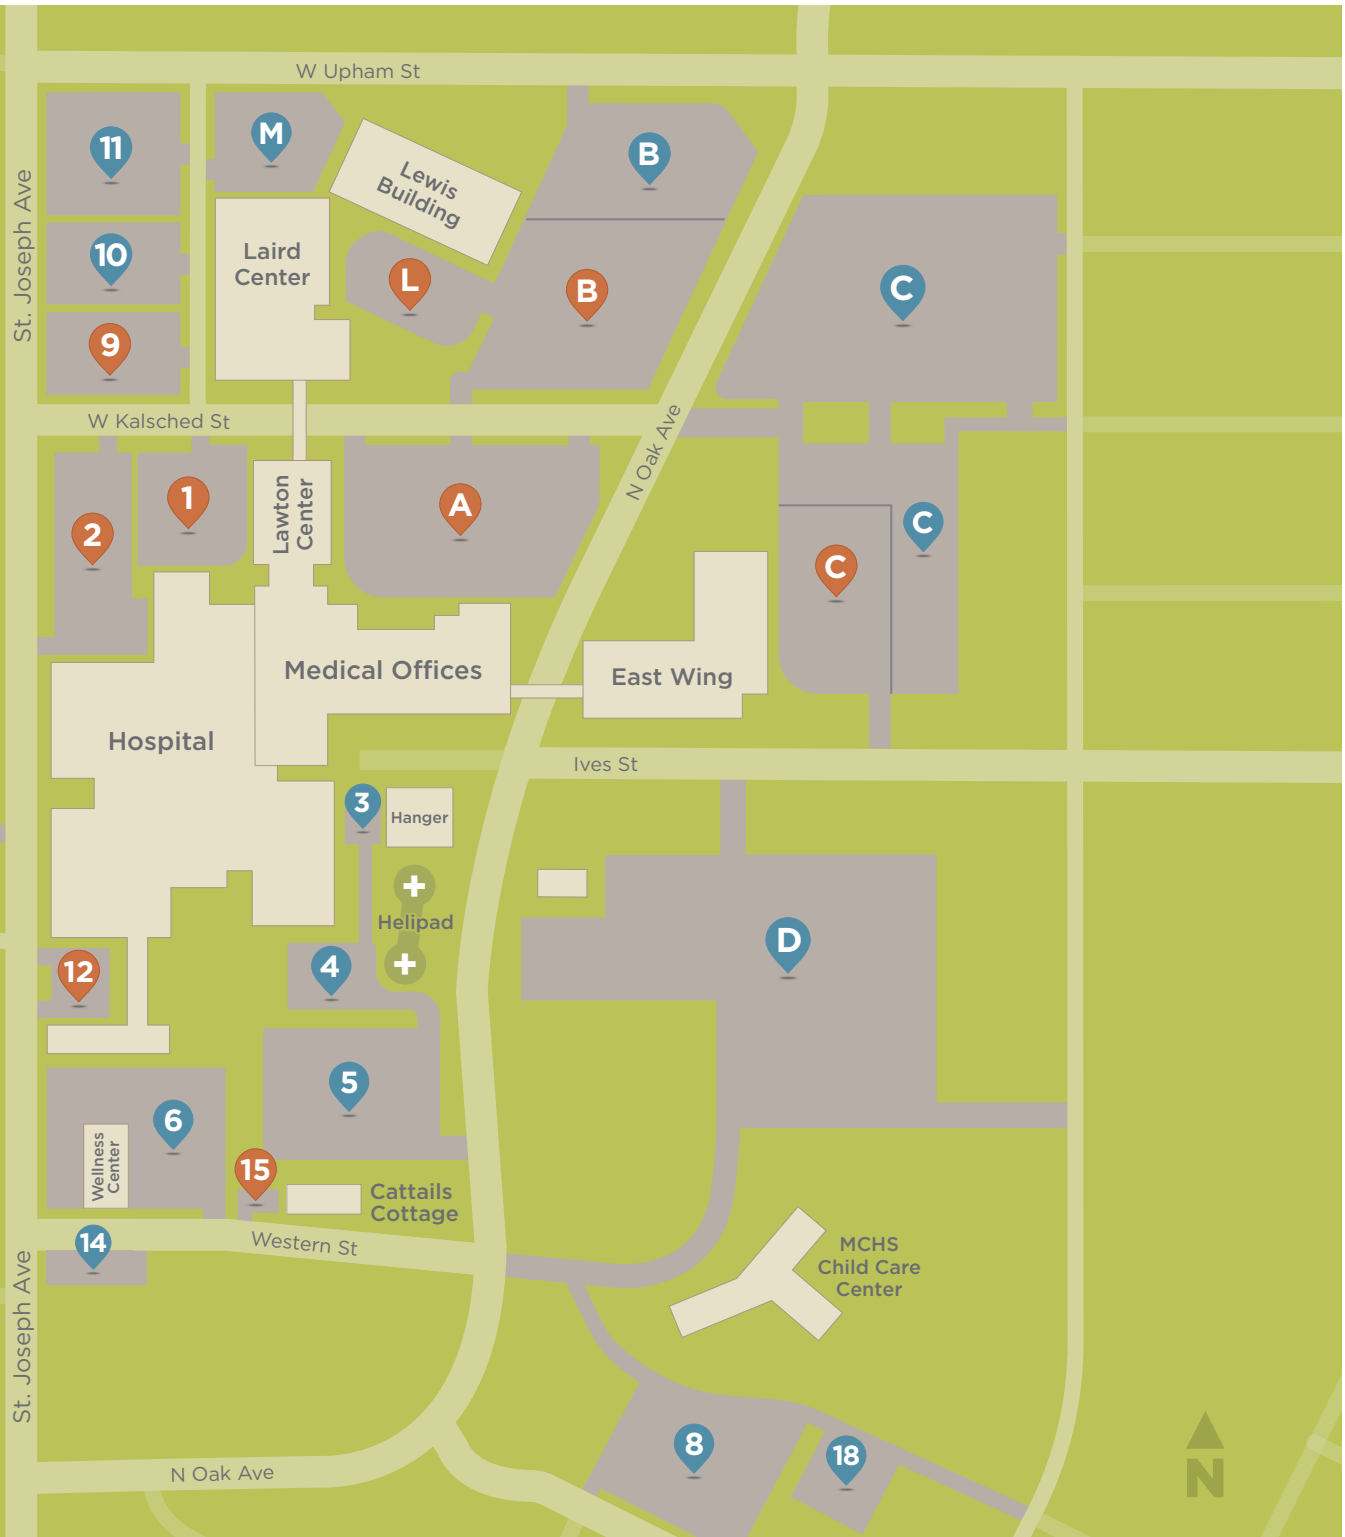 W Upham St
11
M
B
Lewis
Building
St. Joseph Ave
10
Laird
Center
L
B
C
9
W Kalsched St
N Oak Ave
1
2
Lawton
Center
A
C
C
Medical Offices
East Wing
Hospital
Ives St
3
Hanger
Helipad
12
4
D
5
6
Wellness
Center
15
Cattails
Cottage
14
Western St
MCHS
Child Care
Center
St. Joseph Ave
8
18
N Oak Ave
N